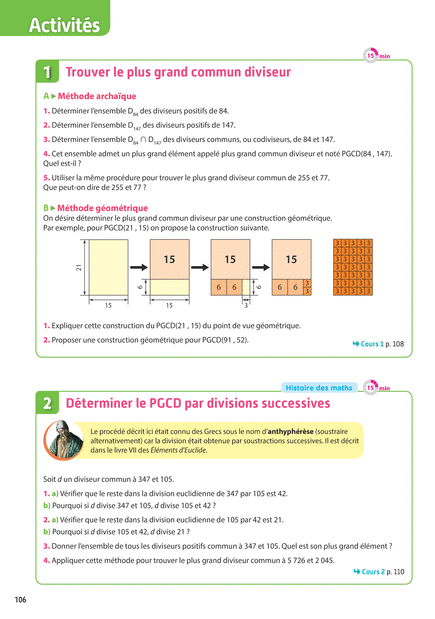 Activités
15 min
1 Trouver le plus grand commun diviseur
A ▶ Méthode archaïque
1. Déterminer l'ensemble D84 des diviseurs positifs de 84.
2. Déterminer l'ensemble D147 des diviseurs positifs de 147.
3. Déterminer l'ensemble D84 ∩ D147 des diviseurs communs, ou codiviseurs, de 84 et 147.
4. Cet ensemble admet un plus grand élément appelé plus grand commun diviseur et noté PGCD(84 , 147).
Quel est-il ?
5. Utiliser la même procédure pour trouver le plus grand diviseur commun de 255 et 77.
Que peut-on dire de 255 et 77 ?
B ▶ Méthode géométrique
On désire déterminer le plus grand commun diviseur par une construction géométrique.
Par exemple, pour PGCD(21 , 15) on propose la construction suivante.
21
15
15
6
15
15
6 6
6
3
15
6 6
3
3
3 3 3 3 3
3 3 3 3 3
3 3 3 3 3
3 3 3 3 3
3 3 3 3 3
3 3 3 3 3
3 3 3 3 3
1. Expliquer cette construction du PGCD(21 , 15) du point de vue géométrique.
2. Proposer une construction géométrique pour PGCD(91 , 52).
Cours 1 p. 108
Histoire des maths
15 min
2 Déterminer le PGCD par divisions successives
Le procédé décrit ici était connu des Grecs sous le nom d'anthyphérèse (soustraire
alternativement) car la division était obtenue par soustractions successives. Il est décrit
dans le livre VII des Éléments d'Euclide.
Soit d un diviseur commun à 347 et 105.
1. a) Vérifier que le reste dans la division euclidienne de 347 par 105 est 42.
b) Pourquoi si d divise 347 et 105, d divise 105 et 42 ?
2. a) Vérifier que le reste dans la division euclidienne de 105 par 42 est 21.
b) Pourquoi si d divise 105 et 42, d divise 21 ?
3. Donner l'ensemble de tous les diviseurs positifs commun à 347 et 105. Quel est son plus grand élément ?
4. Appliquer cette méthode pour trouver le plus grand diviseur commun à 5 726 et 2 045.
Cours 2 p. 110
106